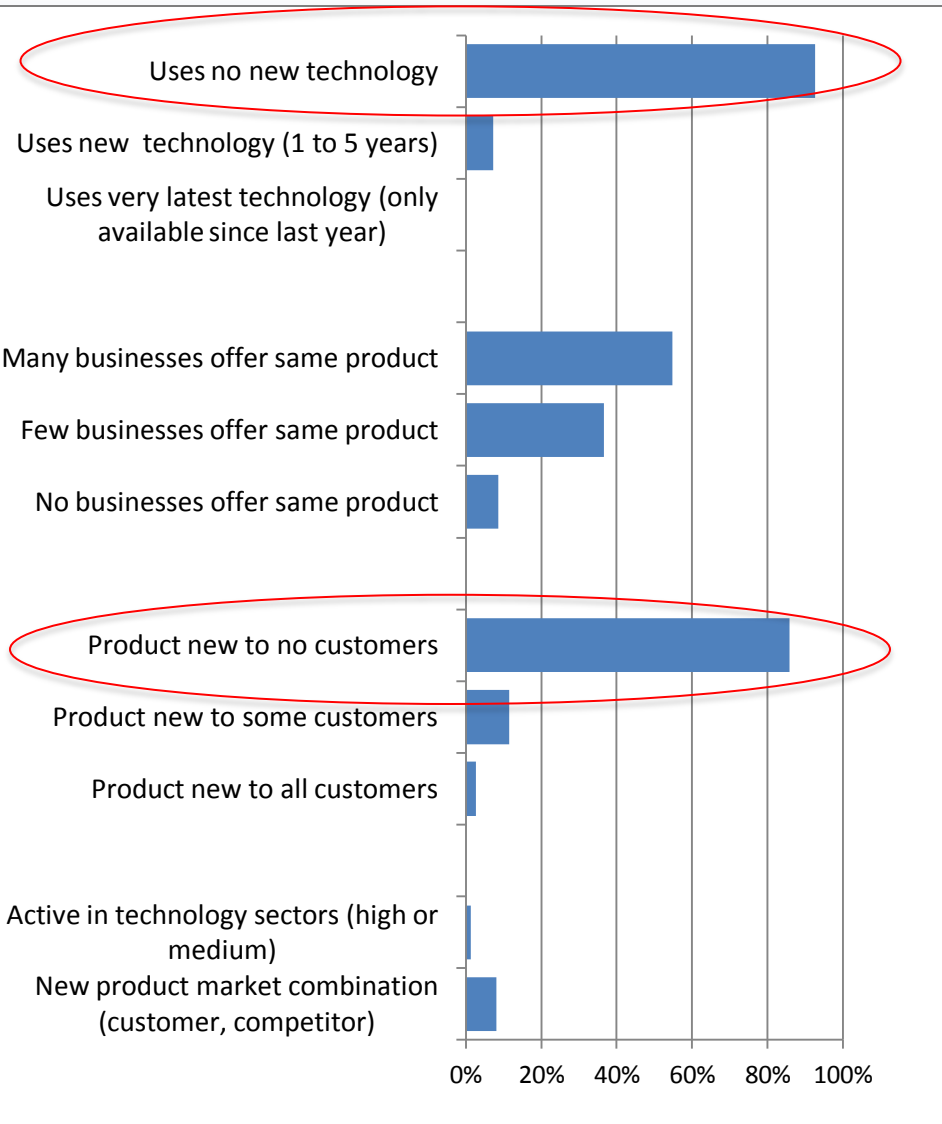 Uses no new technology
Uses new technology (1 to 5 years)
Uses very latest technology (only
available since last year)
Many businesses offer same product
Few businesses offer same product
No businesses offer same product
Product new to no customers
Product new to some customers
Product new to all customers
Active in technology sectors (high or
medium)
New product market combination
(customer, competitor)
0% 20% 40% 60% 80% 100%